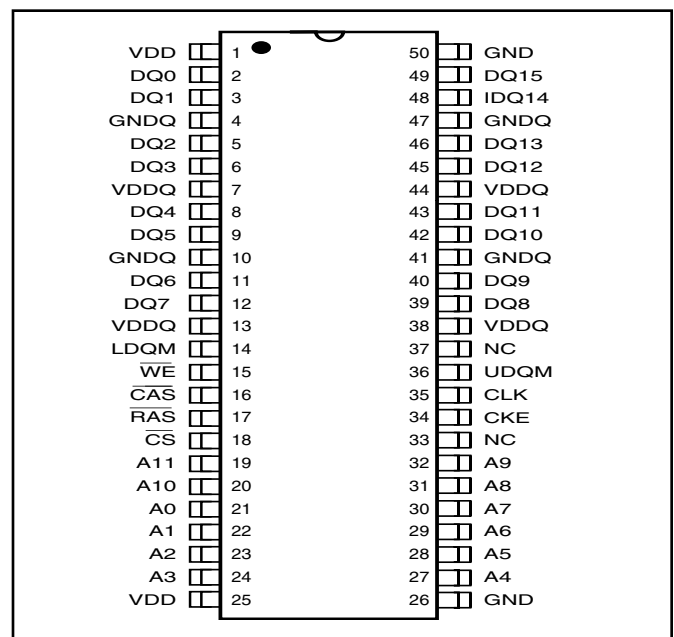 VDD 1 50 GND
DQ0 2 49 DQ15
DQ1 3 48 IDQ14
GNDQ 4 47 GNDQ
DQ2 5 46 DQ13
DQ3 6 45 DQ12
VDDQ 7 44 VDDQ
DQ4 8 43 DQ11
DQ5 9 42 DQ10
GNDQ 10 41 GNDQ
DQ6 11 40 DQ9
DQ7 12 39 DQ8
VDDQ 13 38 VDDQ
LDQM 14 37 NC
W̅E̅ 15 36 UDQM
C̅A̅S̅ 16 35 CLK
R̅A̅S̅ 17 34 CKE
C̅S̅ 18 33 NC
A11 19 32 A9
A10 20 31 A8
A0 21 30 A7
A1 22 29 A6
A2 23 28 A5
A3 24 27 A4
VDD 25 26 GND